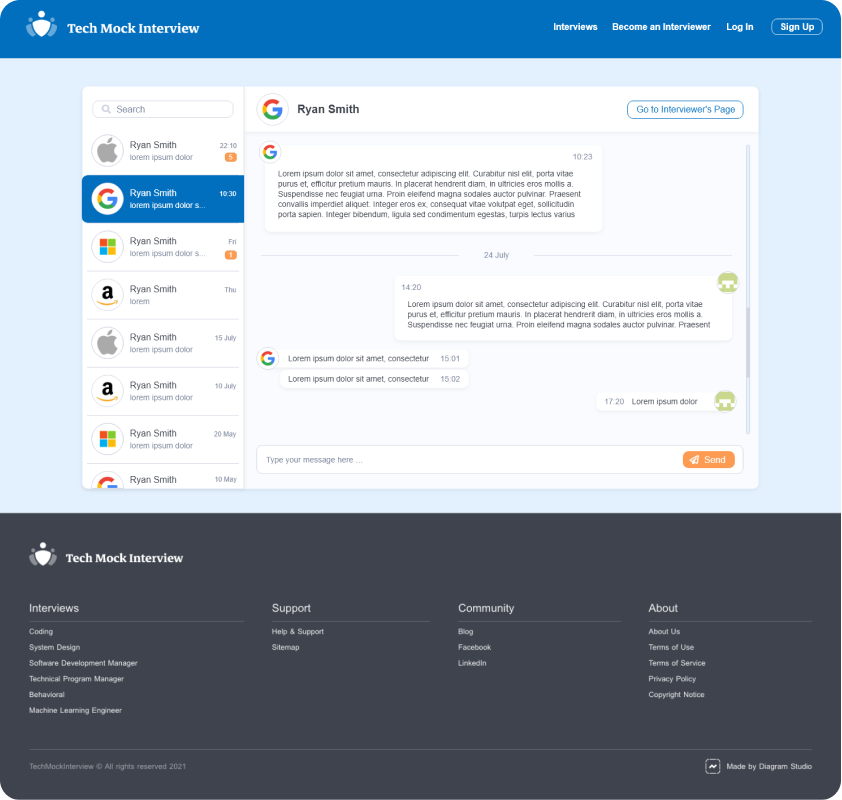 Tech Mock Interview
Interviews
Become an Interviewer
Log In
Sign Up
Search
Ryan Smith
22:10
lorem ipsum dolor
5
Ryan Smith
10:30
lorem ipsum dolor s...
Ryan Smith
Fri
lorem ipsum dolor s...
1
Ryan Smith
Thu
lorem
Ryan Smith
15 July
lorem ipsum dolor
Ryan Smith
10 July
lorem ipsum dolor
Ryan Smith
20 May
lorem ipsum dolor
Ryan Smith
10 May
Ryan Smith
Go to Interviewer's Page
10:23
Lorem ipsum dolor sit amet, consectetur adipiscing elit. Curabitur nisl elit, porta vitae
purus et, efficitur pretium mauris. In placerat hendrerit diam, in ultricies eros mollis a.
Suspendisse nec feugiat urna. Proin eleifend magna sodales auctor pulvinar. Praesent
convallis imperdiet aliquet. Integer eros ex, consequat vitae volutpat eget, sollicitudin
porta sapien. Integer bibendum, ligula sed condimentum egestas, turpis lectus varius
24 July
14:20
Lorem ipsum dolor sit amet, consectetur adipiscing elit. Curabitur nisl elit, porta vitae
purus et, efficitur pretium mauris. In placerat hendrerit diam, in ultricies eros mollis a.
Suspendisse nec feugiat urna. Proin eleifend magna sodales auctor pulvinar. Praesent
Lorem ipsum dolor sit amet, consectetur 15:01
Lorem ipsum dolor sit amet, consectetur 15:02
17:20 Lorem ipsum dolor
Type your message here ...
Send
Tech Mock Interview
Interviews
Coding
System Design
Software Development Manager
Technical Program Manager
Behavioral
Machine Learning Engineer
Support
Help & Support
Sitemap
Community
Blog
Facebook
LinkedIn
About
About Us
Terms of Use
Terms of Service
Privacy Policy
Copyright Notice
TechMockInterview © All rights reserved 2021
Made by Diagram Studio